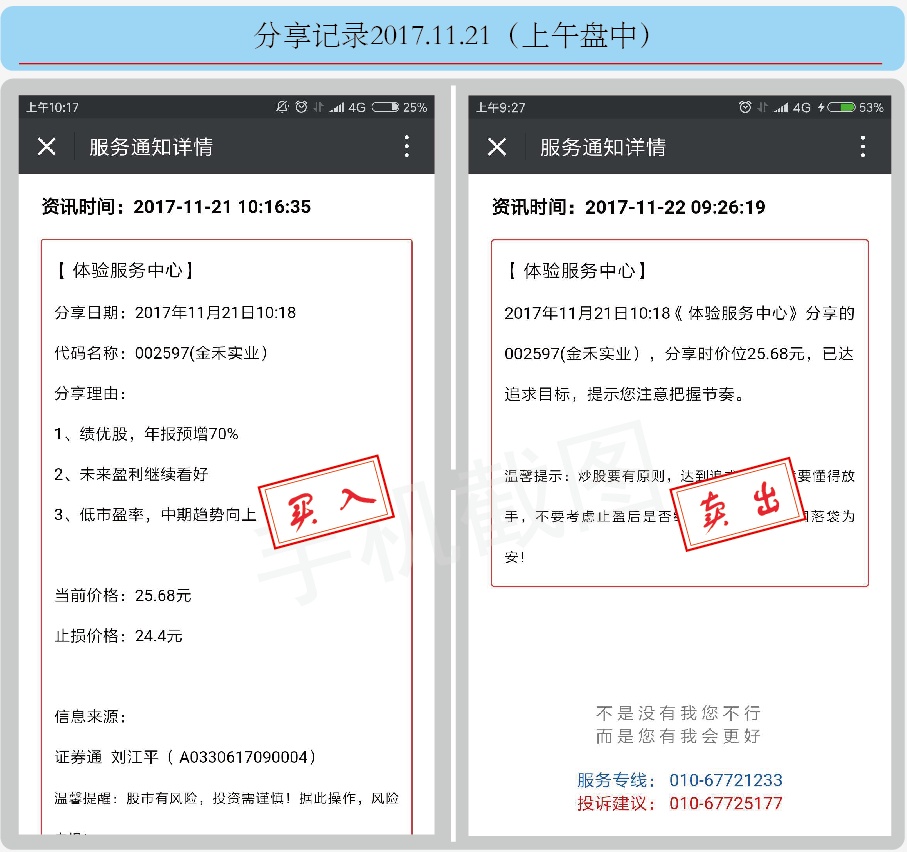 分享记录2017.11.21（上午盘中）
上午10:17
4G
25%
服务通知详情
资讯时间：2017-11-21 10:16:35
【 体验服务中心】
分享日期：2017年11月21日10:18
代码名称：002597(金禾实业）
分享理由：
1、绩优股，年报预增70%
2、未来盈利继续看好
3、低市盈率，中期趋势向上
买入
当前价格：25.68元
止损价格：24.4元
信息来源：
证券通 刘江平（ A0330617090004）
温馨提醒：股市有风险，投资需谨慎！据此操作，风险
上午9:27
4G
53%
服务通知详情
资讯时间：2017-11-22 09:26:19
【 体验服务中心】
2017年11月21日10:18《 体验服务中心》分享的
002597(金禾实业），分享时价位25.68元，已达
追求目标，提示您注意把握节奏。
温馨提示：炒股要有原则，达到追 要懂得放
手，不要考虑止盈后是否 落袋为
安！
卖出
不是没有我您不行
而是您有我会更好
服务专线： 010-67721233
投诉建议： 010-67725177
手机截图